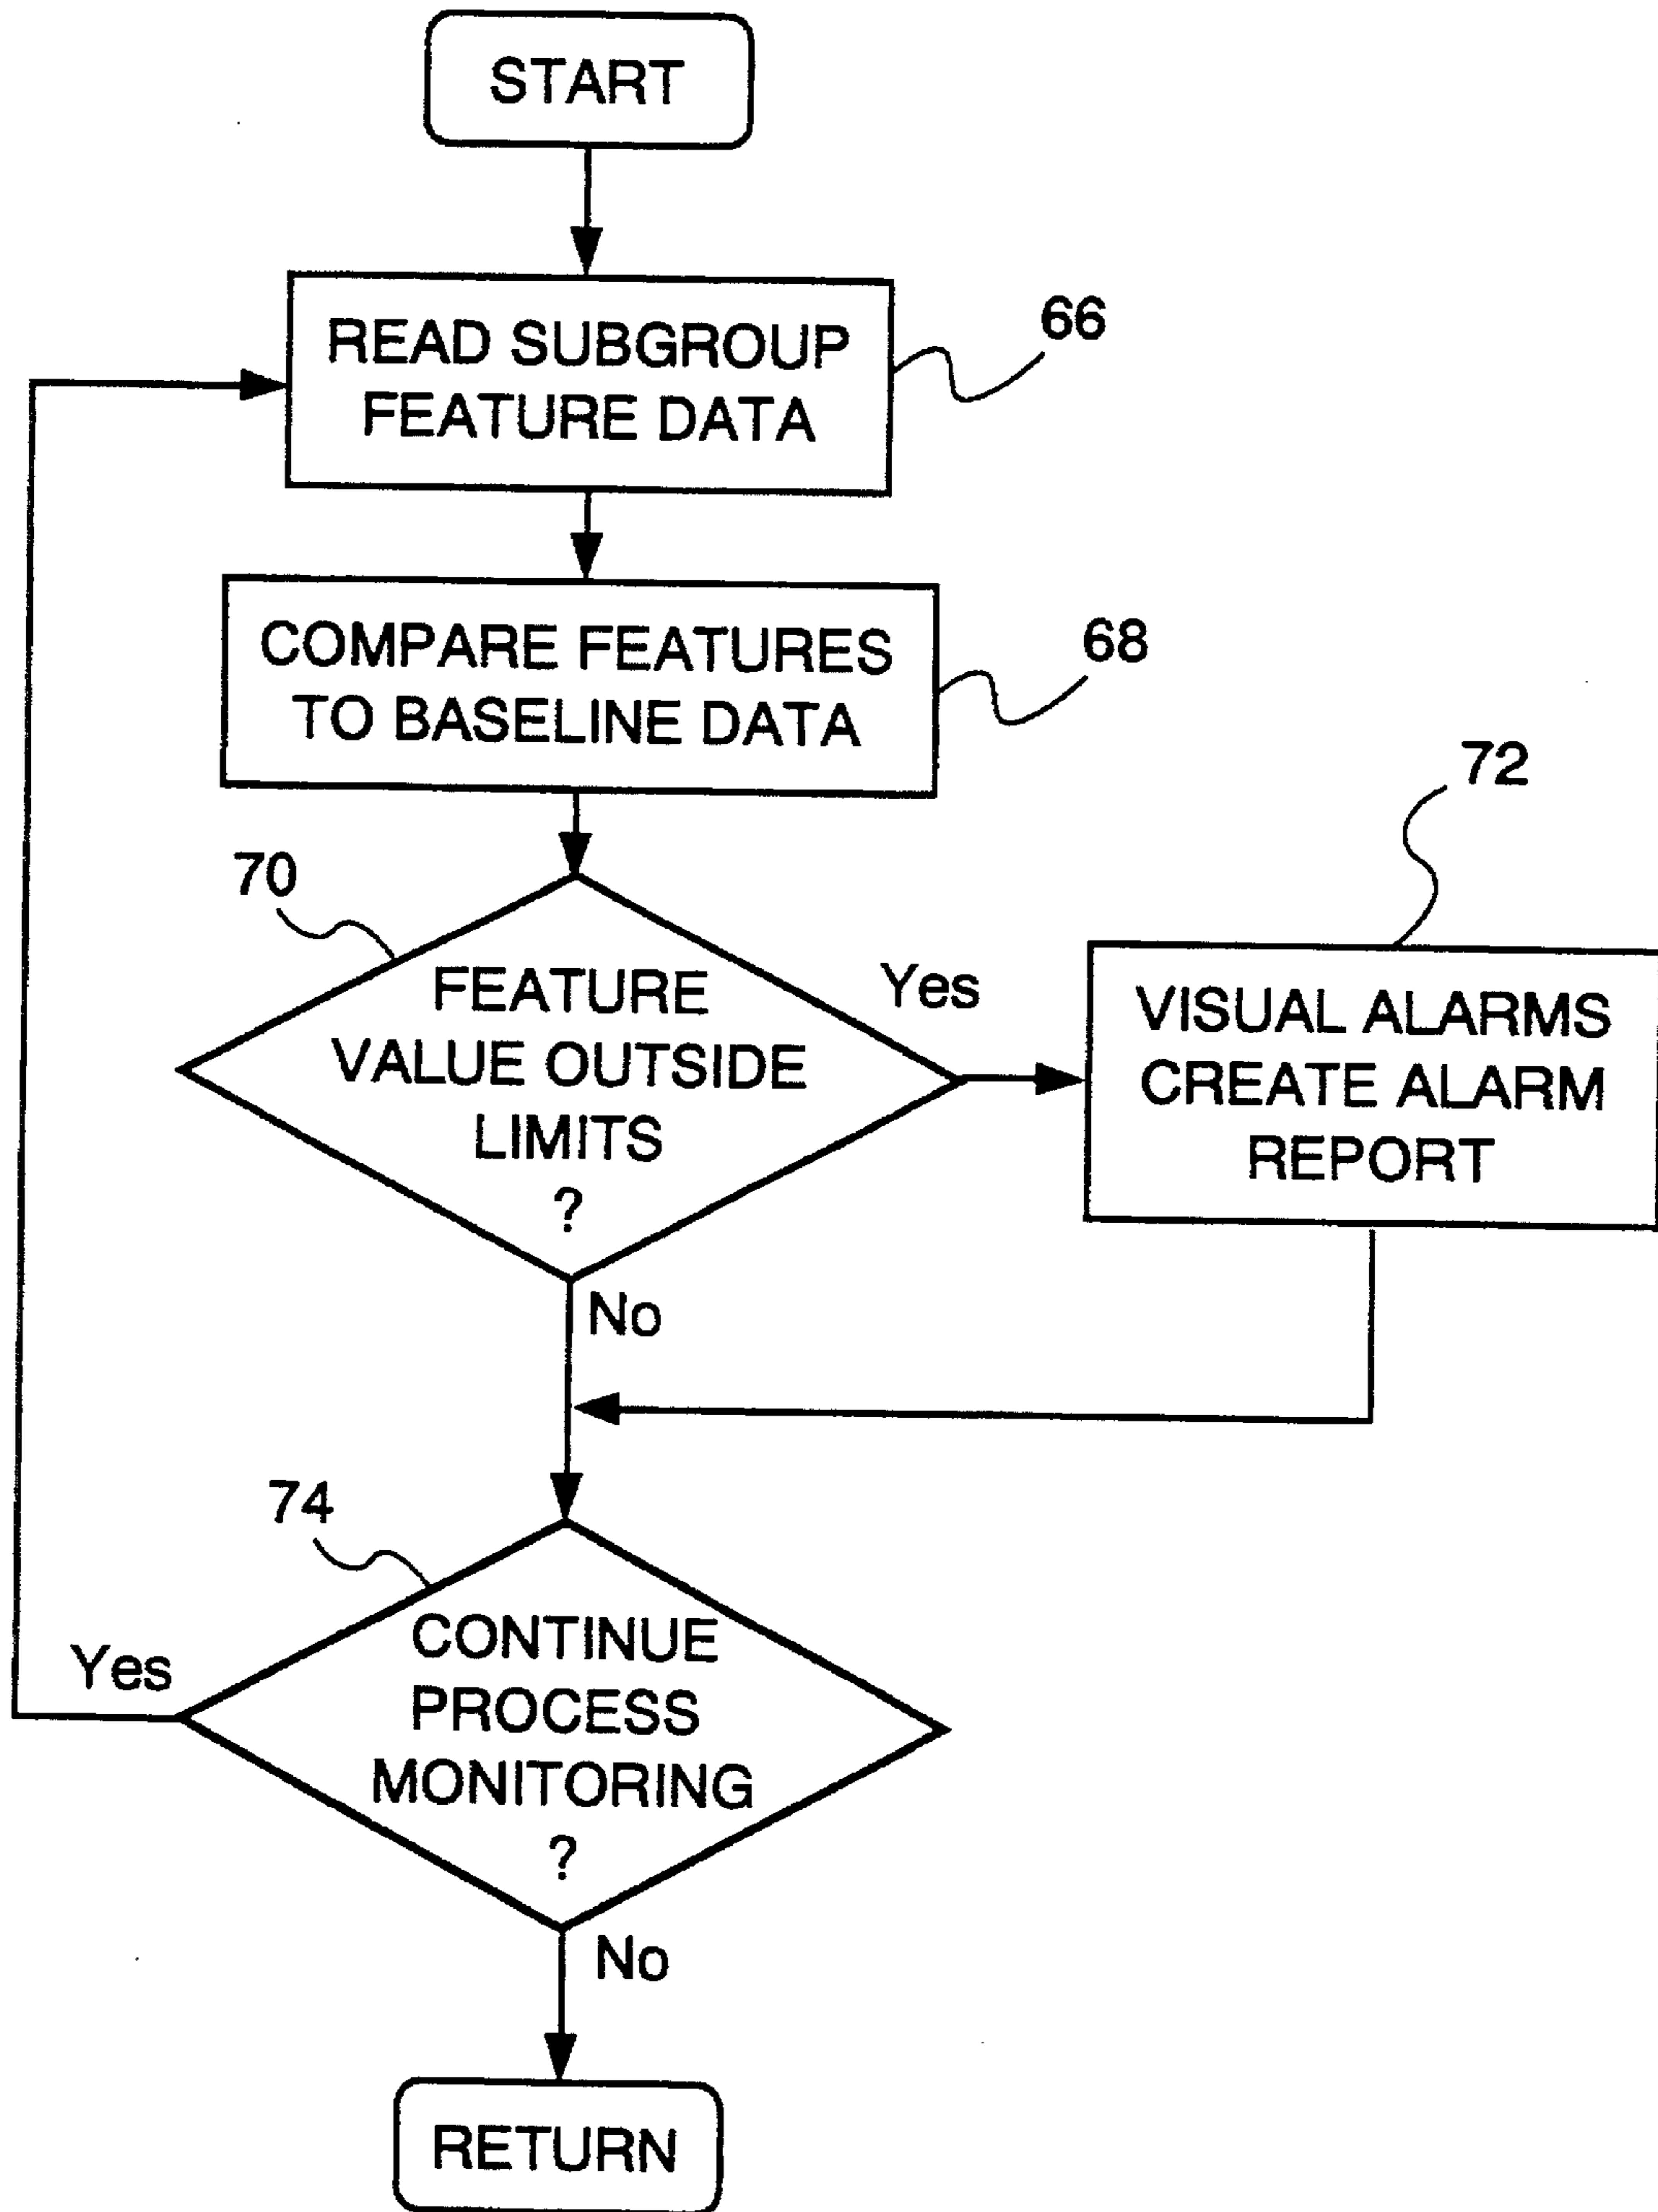 START
READ SUBGROUP
FEATURE DATA
66
COMPARE FEATURES
TO BASELINE DATA
68
70
FEATURE
VALUE OUTSIDE
LIMITS
?
Yes
72
VISUAL ALARMS
CREATE ALARM
REPORT
No
74
CONTINUE
PROCESS
MONITORING
?
Yes
No
RETURN